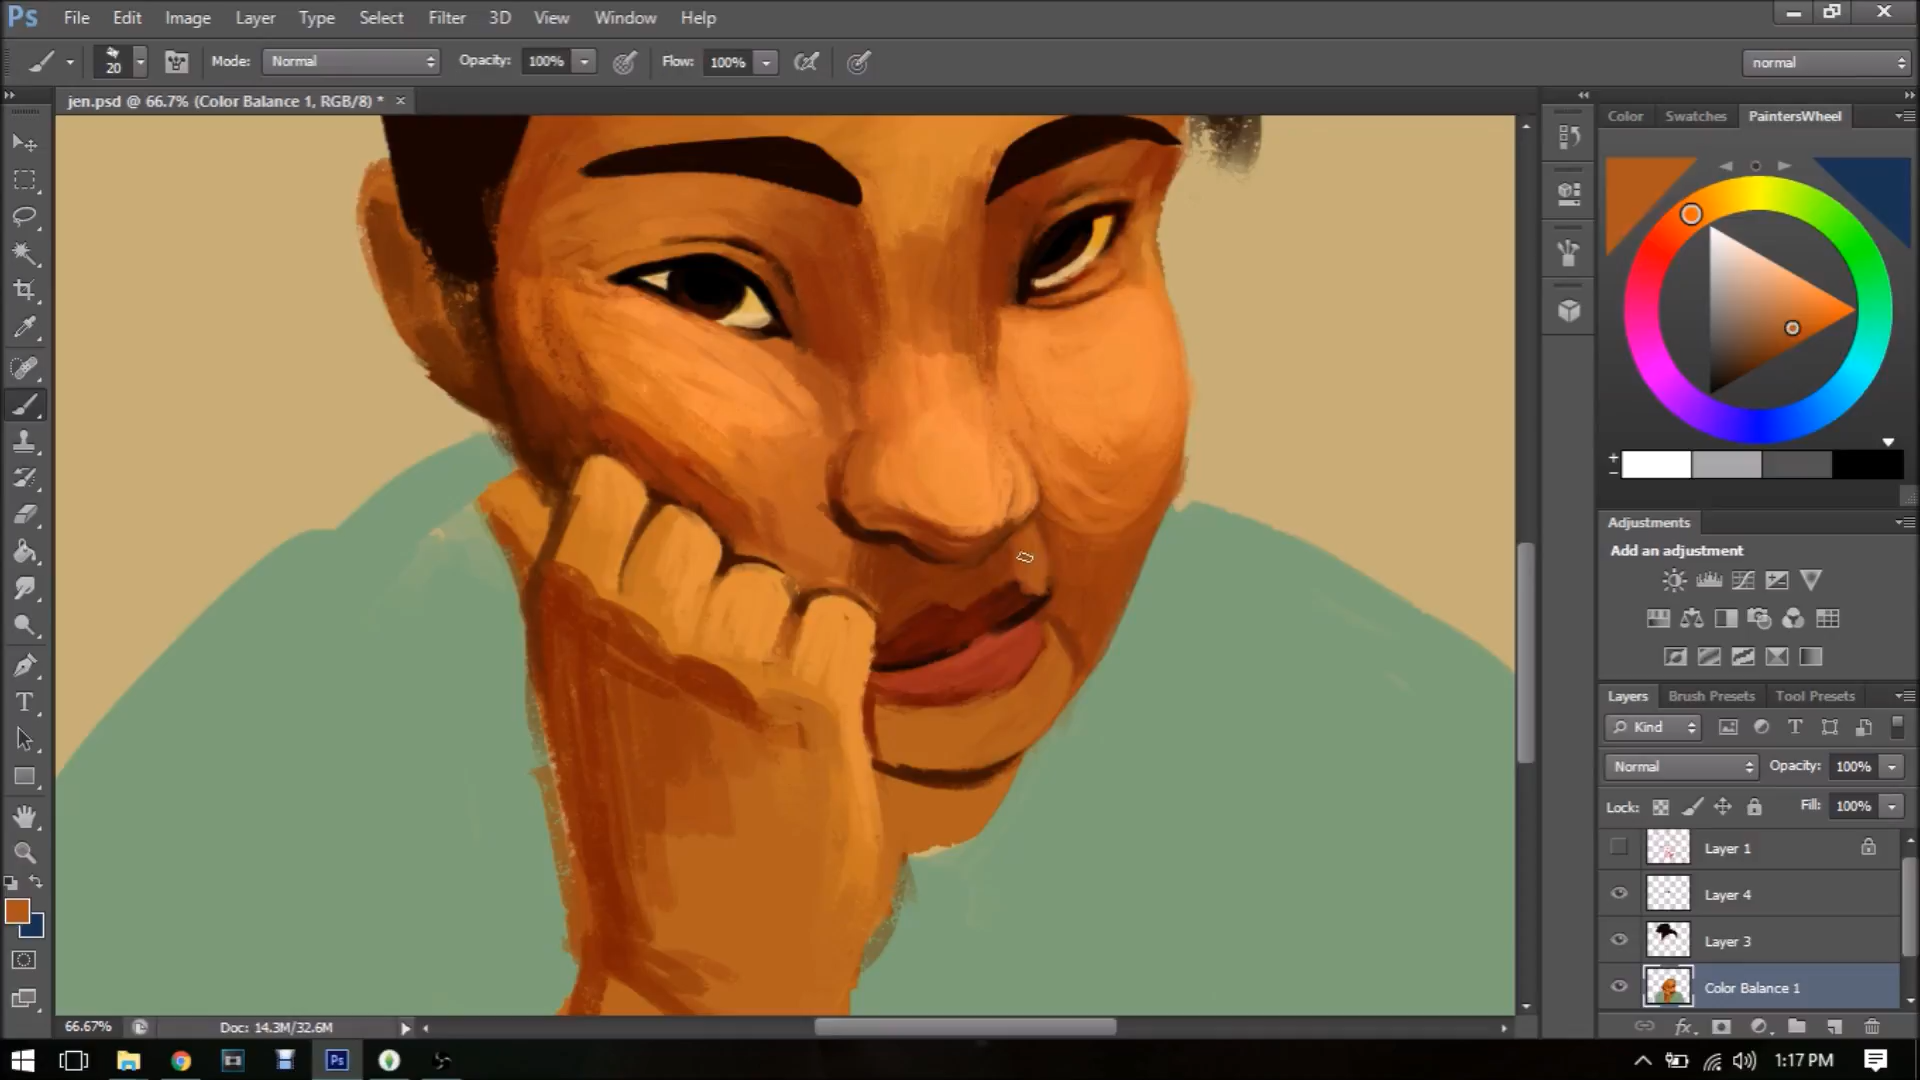 Ps File Edit Image Layer Type Select Filter 3D View Window Help
20 Mode: Normal Opacity: 100% Flow: 100% normal
jen.psd @ 66.7% (Color Balance 1, RGB/8) * ×
Color Swatches PaintersWheel
+
−
Adjustments
Add an adjustment
Layers Brush Presets Tool Presets
Kind
Normal Opacity: 100%
Lock: Fill: 100%
Layer 1
Layer 4
Layer 3
Color Balance 1
66.67% Doc: 14.3M/32.6M
Ps 1:17 PM